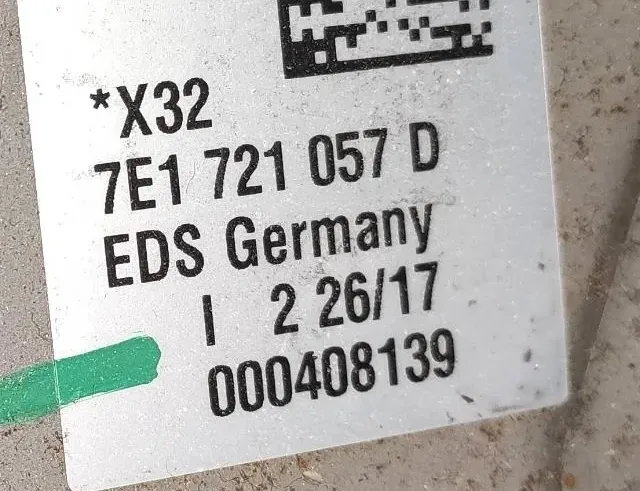 *X32
7E1 721 057 D
EDS Germany
I 2 26/17
000408139